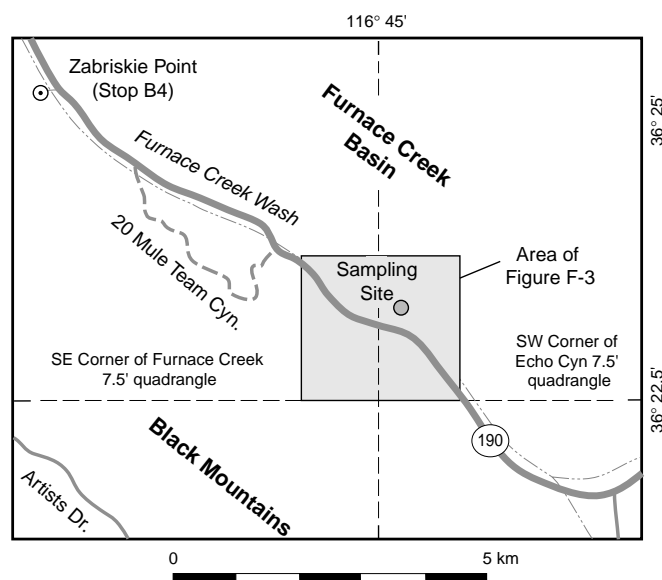 116° 45'
Zabriskie Point
(Stop B4)
Furnace Creek
Basin
36° 25'
Furnace Creek Wash
20 Mule Team Cyn.
Sampling
Site
Area of
Figure F-3
SE Corner of Furnace Creek
7.5' quadrangle
SW Corner of
Echo Cyn 7.5'
quadrangle
36° 22.5'
Black Mountains
190
Artists Dr.
0
5 km